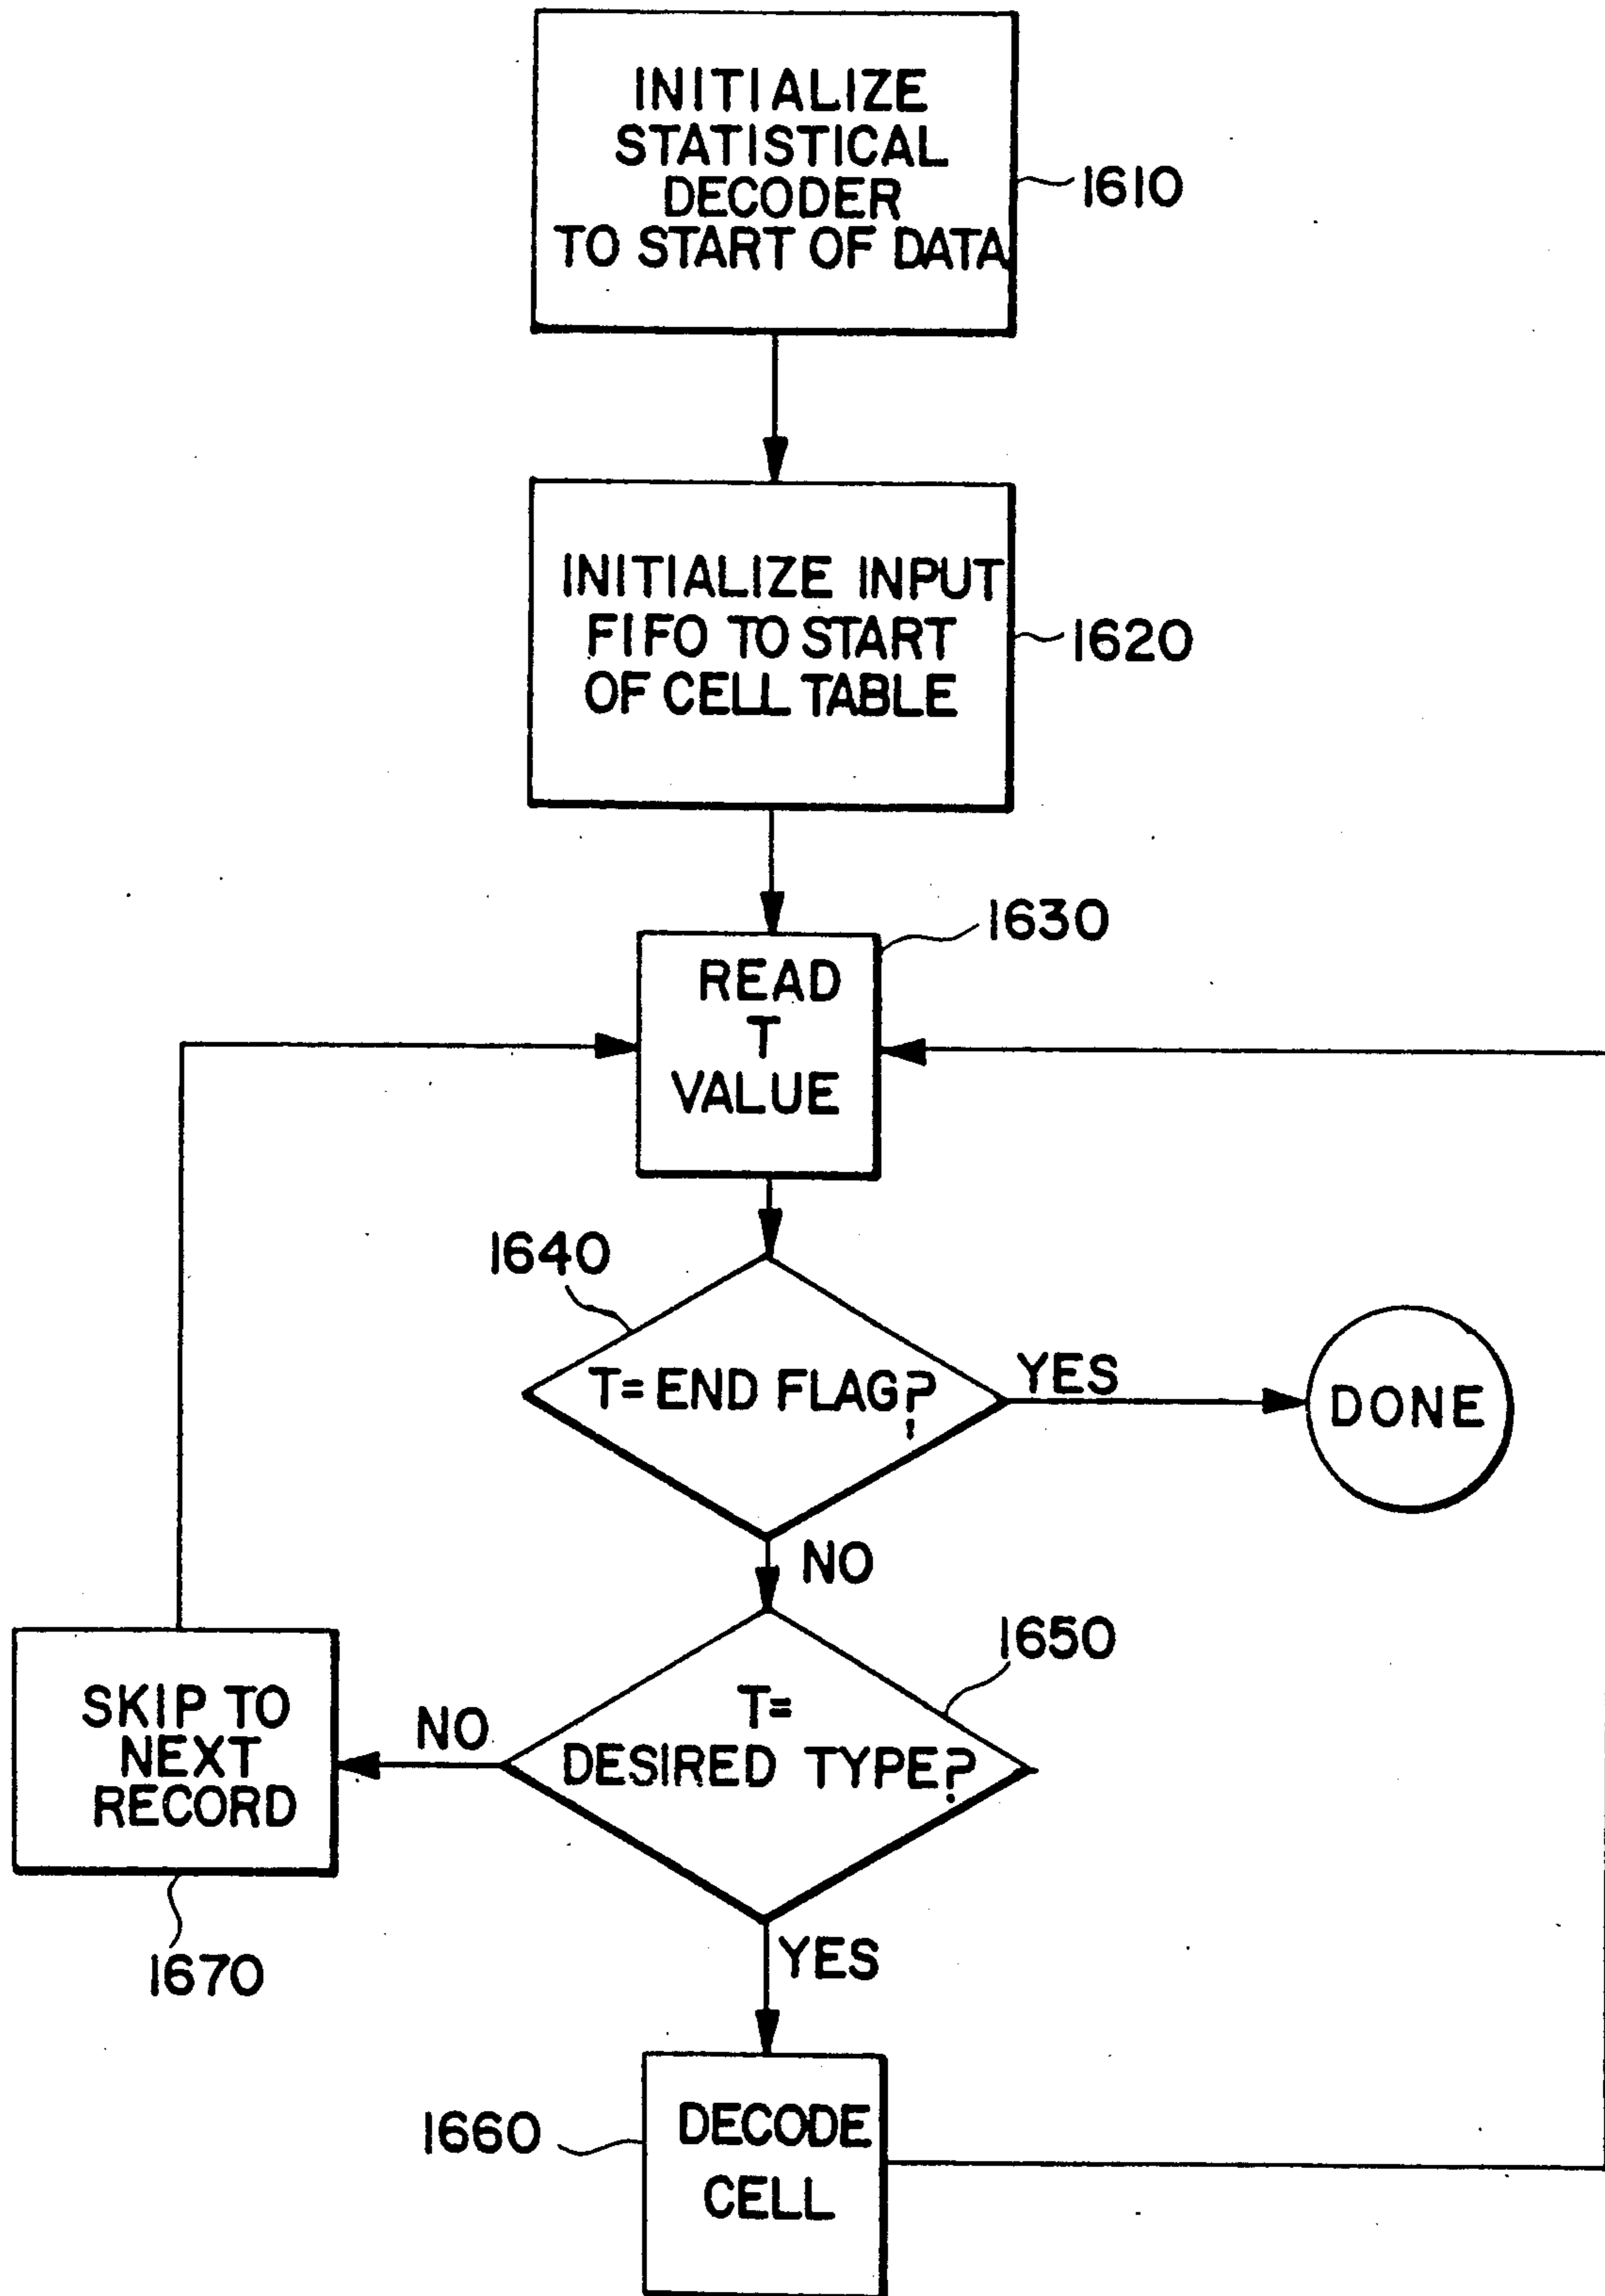 INITIALIZE
STATISTICAL
DECODER
TO START OF DATA
1610
INITIALIZE INPUT
FIFO TO START
OF CELL TABLE
1620
1630
READ
T
VALUE
1640
T=END FLAG?
YES
DONE
NO
1650
T=
DESIRED TYPE?
NO
SKIP TO
NEXT
RECORD
1670
YES
1660
DECODE
CELL